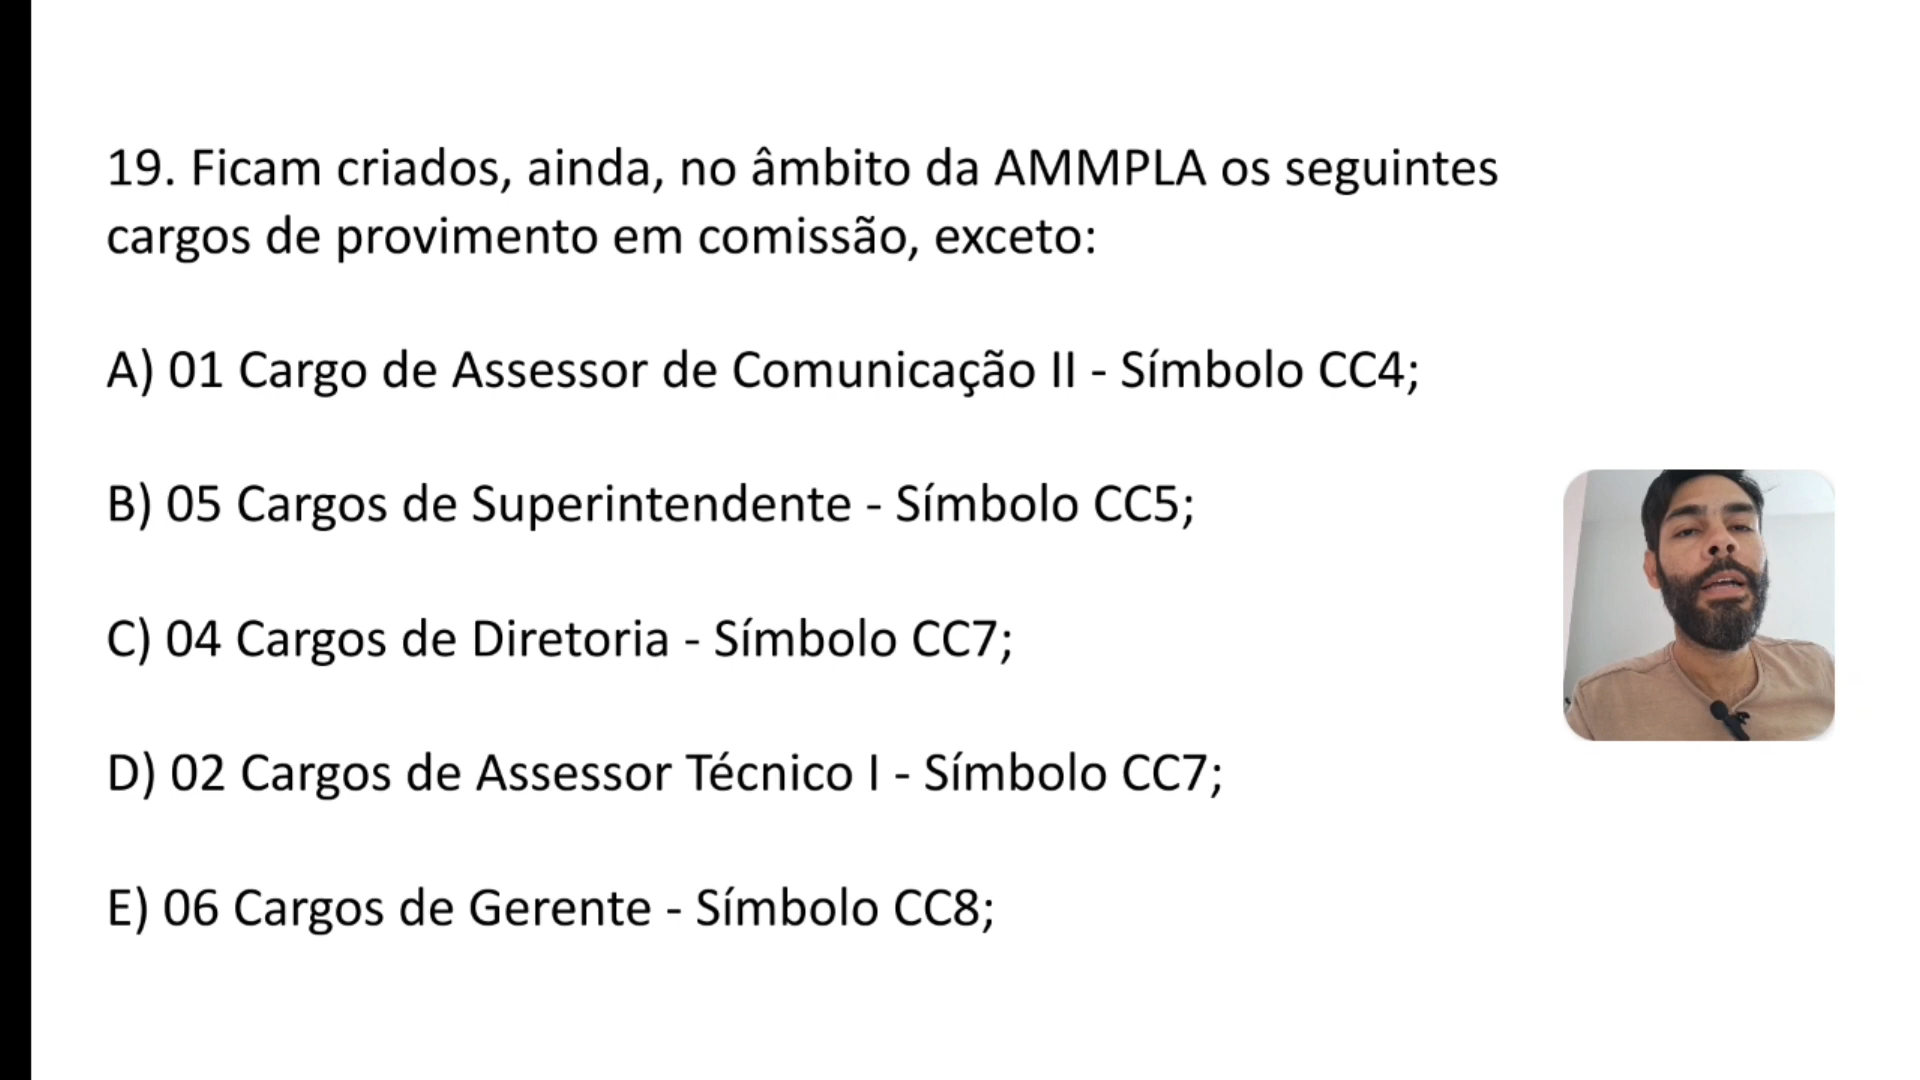 19. Ficam criados, ainda, no âmbito da AMMPLA os seguintes
cargos de provimento em comissão, exceto:
A) 01 Cargo de Assessor de Comunicação II - Símbolo CC4;
B) 05 Cargos de Superintendente - Símbolo CC5;
C) 04 Cargos de Diretoria - Símbolo CC7;
D) 02 Cargos de Assessor Técnico I - Símbolo CC7;
E) 06 Cargos de Gerente - Símbolo CC8;